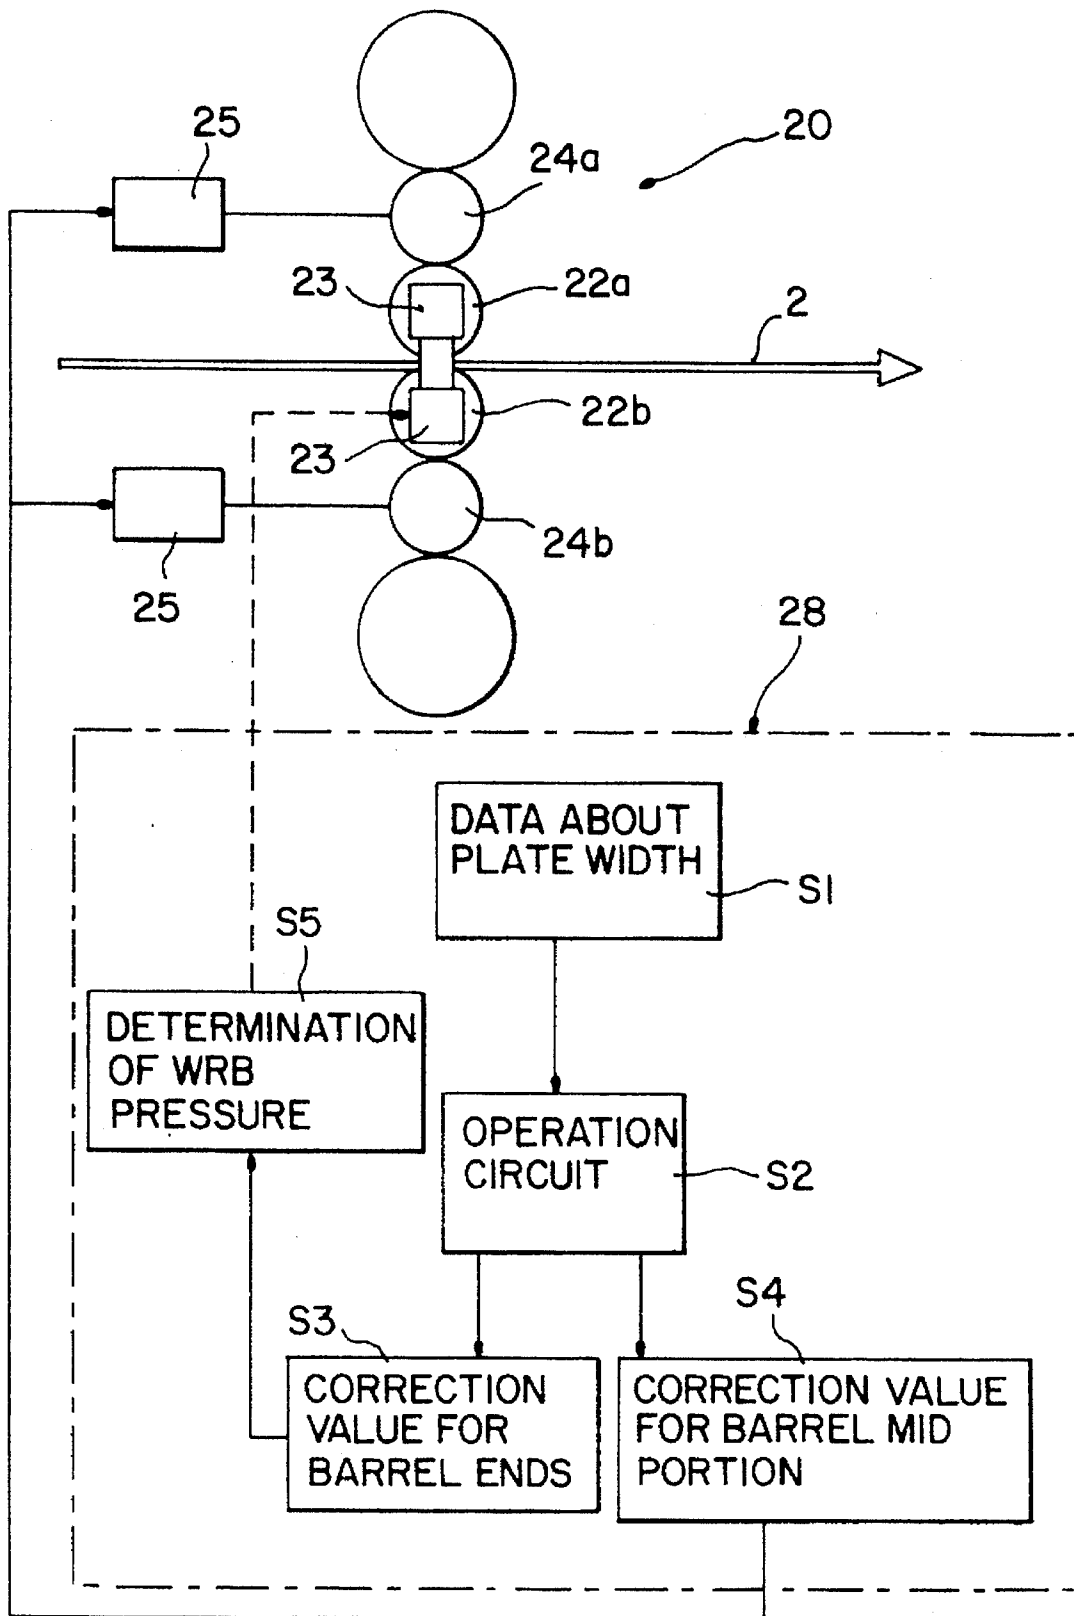 25
20
24a
23
22a
2
22b
23
24b
25
28
DATA ABOUT
PLATE WIDTH
S1
S5
DETERMINATION
OF WRB
PRESSURE
OPERATION
CIRCUIT
S2
S4
S3
CORRECTION
VALUE FOR
BARREL ENDS
CORRECTION VALUE
FOR BARREL MID
PORTION